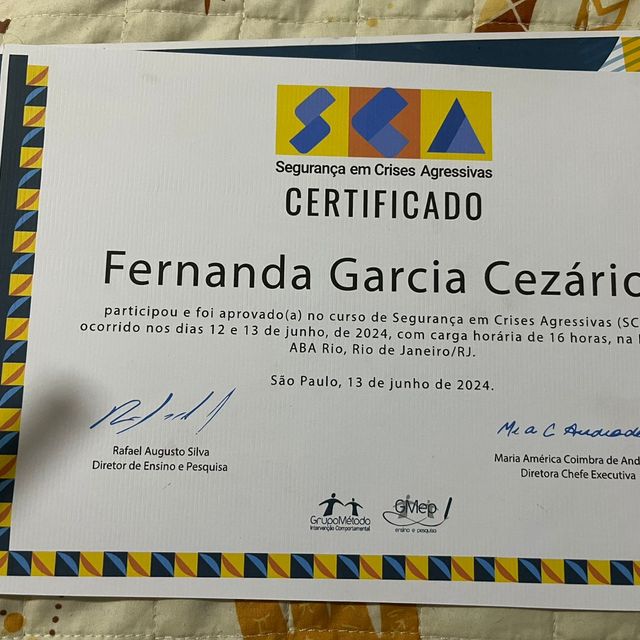 SCA
Segurança em Crises Agressivas
CERTIFICADO
Fernanda Garcia Cezário
participou e foi aprovado(a) no curso de Segurança em Crises Agressivas (SC
ocorrido nos dias 12 e 13 de junho, de 2024, com carga horária de 16 horas, na
ABA Rio, Rio de Janeiro/RJ.
São Paulo, 13 de junho de 2024.
Rafael Augusto Silva
Diretor de Ensino e Pesquisa
Maria América Coimbra de And
Diretora Chefe Executiva
GrupoMétodo
Intervenção Comportamental
GMep
ensino e pesquisa